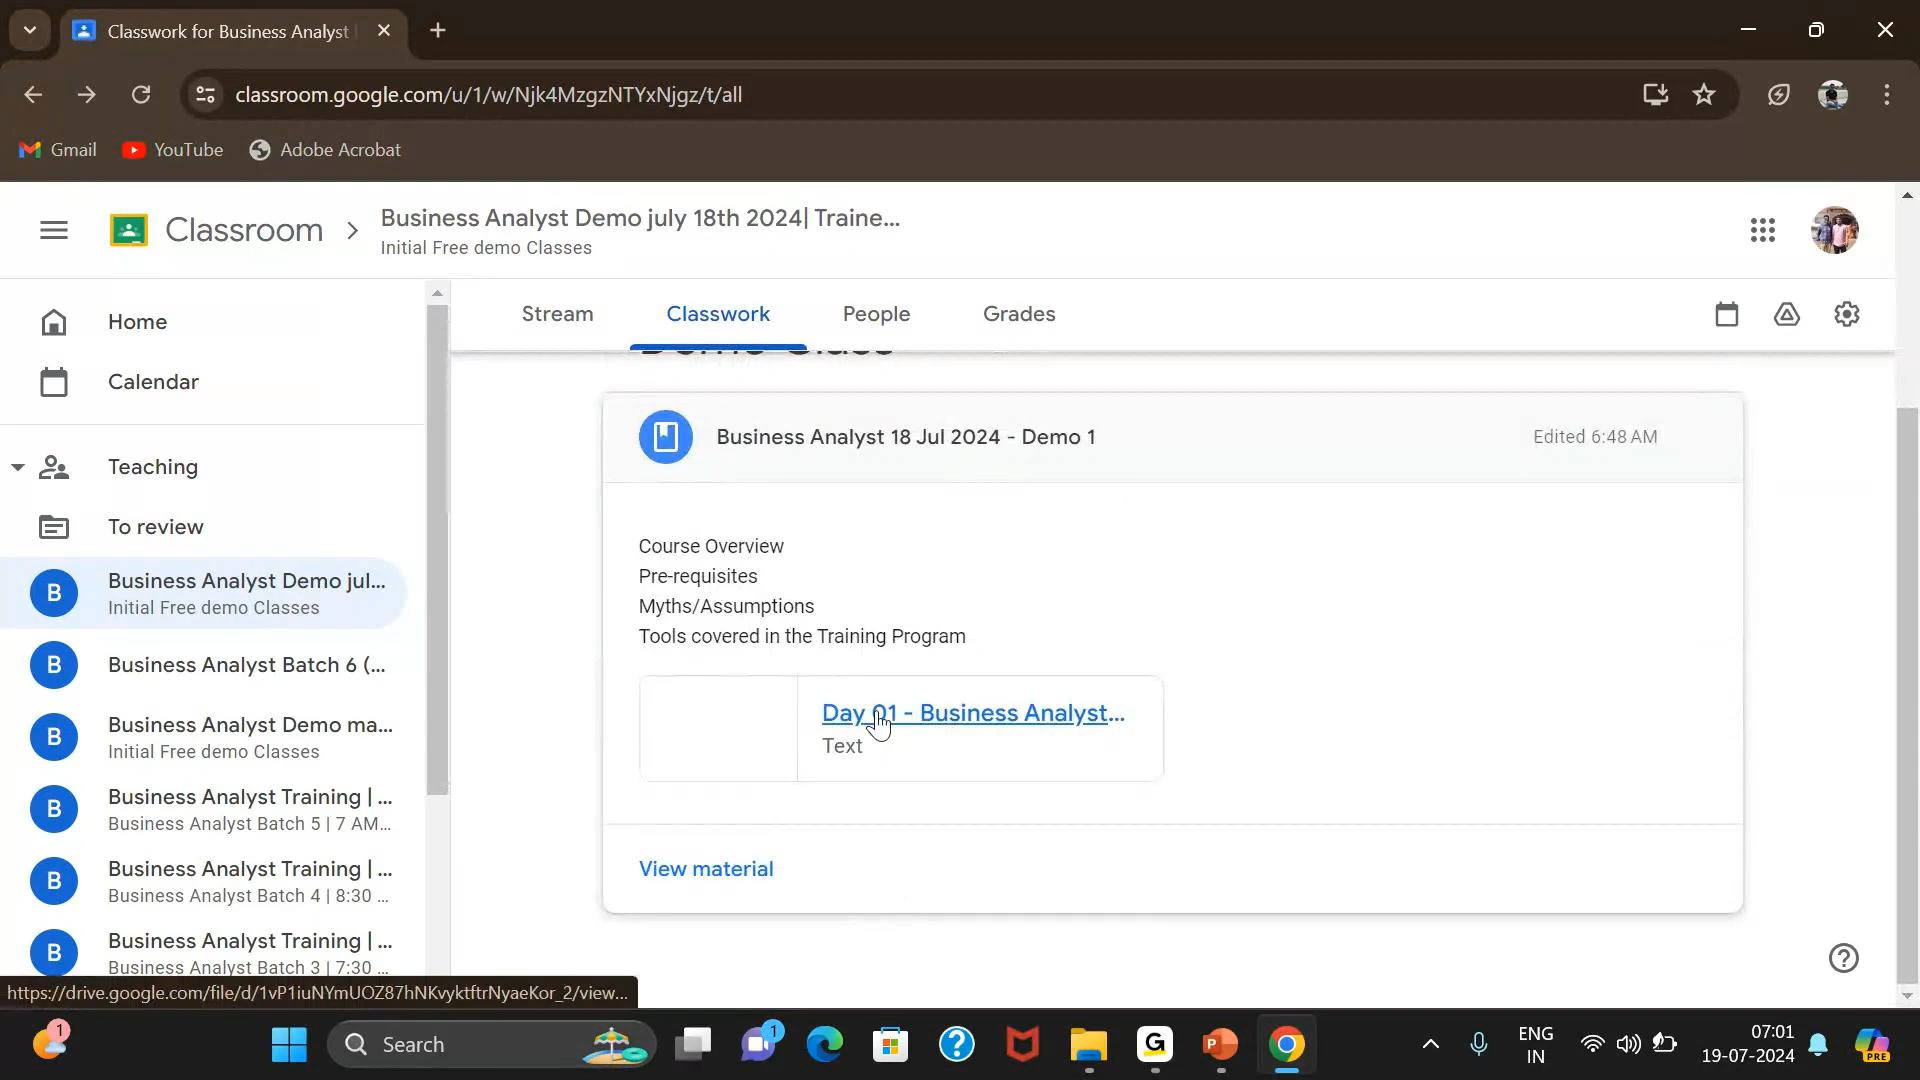 Classwork for Business Analyst
classroom.google.com/u/1/w/Njk4MzgzNTYxNjgz/t/all
Gmail
YouTube
Adobe Acrobat
Classroom
Business Analyst Demo july 18th 2024| Traine...
Initial Free demo Classes
Home
Calendar
Teaching
To review
B
Business Analyst Demo jul...
Initial Free demo Classes
B
Business Analyst Batch 6 (...
B
Business Analyst Demo ma...
Initial Free demo Classes
B
Business Analyst Training | ...
Business Analyst Batch 5 | 7 AM...
B
Business Analyst Training | ...
Business Analyst Batch 4 | 8:30 ...
B
Business Analyst Training | ...
Business Analyst Batch 3 | 7:30 ...
Stream
Classwork
People
Grades
Demo Class
Business Analyst 18 Jul 2024 - Demo 1
Edited 6:48 AM
Course Overview
Pre-requisites
Myths/Assumptions
Tools covered in the Training Program
Day 01 - Business Analyst...
Text
View material
https://drive.google.com/file/d/1vP1iuNYmUOZ87hNKvyktftrNyaeKor_2/view...
1
Search
1
G
P
ENG
IN
07:01
19-07-2024
PRE